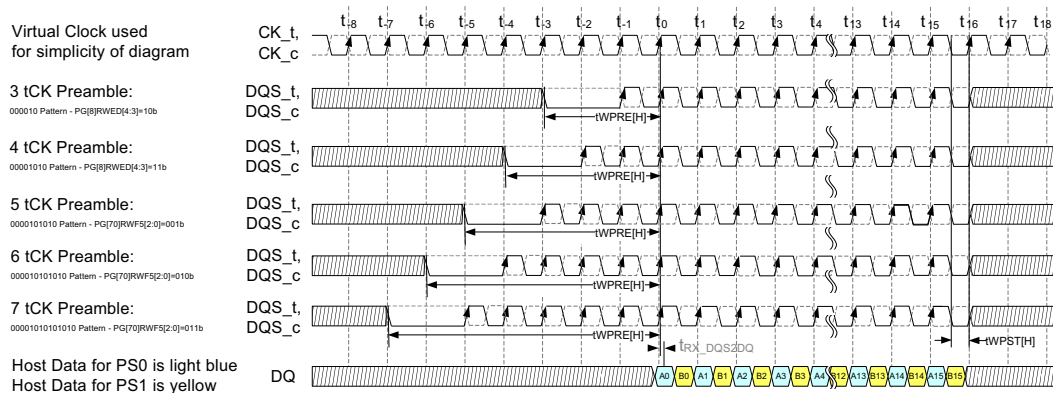 t-8 t-7 t-6 t-5 t-4 t-3 t-2 t-1 t0 t1 t2 t3 t4 t13 t14 t15 t16 t17 t18
Virtual Clock used
for simplicity of diagram
CK_t,
CK_c
3 tCK Preamble:
000010 Pattern - PG[8]RWED[4:3]=10b
DQS_t,
DQS_c
tWPRE[H]
4 tCK Preamble:
00001010 Pattern - PG[8]RWED[4:3]=11b
DQS_t,
DQS_c
tWPRE[H]
5 tCK Preamble:
0000101010 Pattern - PG[70]RWF5[2:0]=001b
DQS_t,
DQS_c
tWPRE[H]
6 tCK Preamble:
000010101010 Pattern - PG[70]RWF5[2:0]=010b
DQS_t,
DQS_c
tWPRE[H]
7 tCK Preamble:
00001010101010 Pattern - PG[70]RWF5[2:0]=011b
DQS_t,
DQS_c
tWPRE[H]
tWPST[H]
tRX_DQS2DQ
Host Data for PS0 is light blue
Host Data for PS1 is yellow
DQ
A0 B0 A1 B1 A2 B2 A3 B3 A4 B12 A13 B13 A14 B14 A15 B15